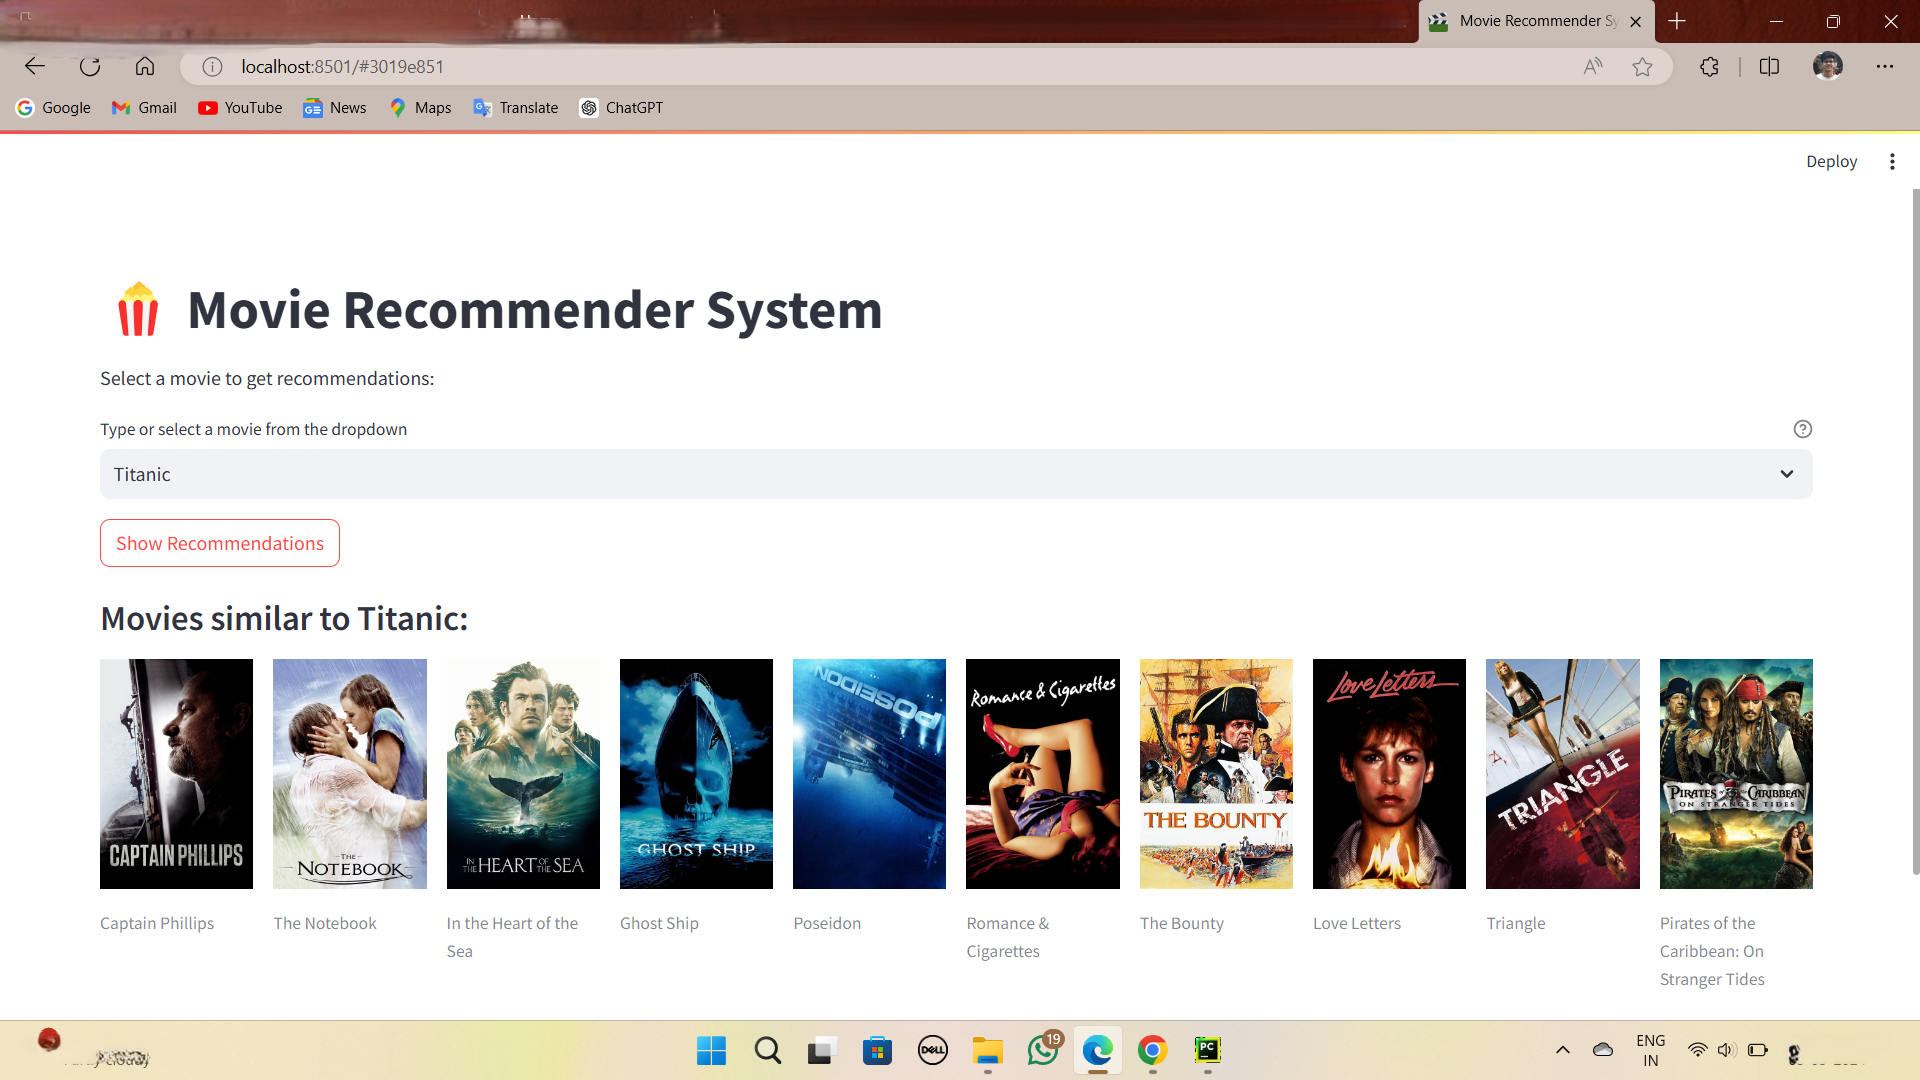 Movie Recommender Sy
localhost:8501/#3019e851
Google Gmail YouTube News Maps Translate ChatGPT
Deploy
Movie Recommender System
Select a movie to get recommendations:
Type or select a movie from the dropdown
Titanic
Show Recommendations
Movies similar to Titanic:
CAPTAIN PHILLIPS
THE NOTEBOOK
IN THE HEART OF THE SEA
GHOST SHIP
POSEIDON
Romance & Cigarettes
THE BOUNTY
Love Letters
TRIANGLE
PIRATES of the CARIBBEAN
ON STRANGER TIDES
Captain Phillips
The Notebook
In the Heart of the
Sea
Ghost Ship
Poseidon
Romance &
Cigarettes
The Bounty
Love Letters
Triangle
Pirates of the
Caribbean: On
Stranger Tides
DELL
19
PC
ENG
IN